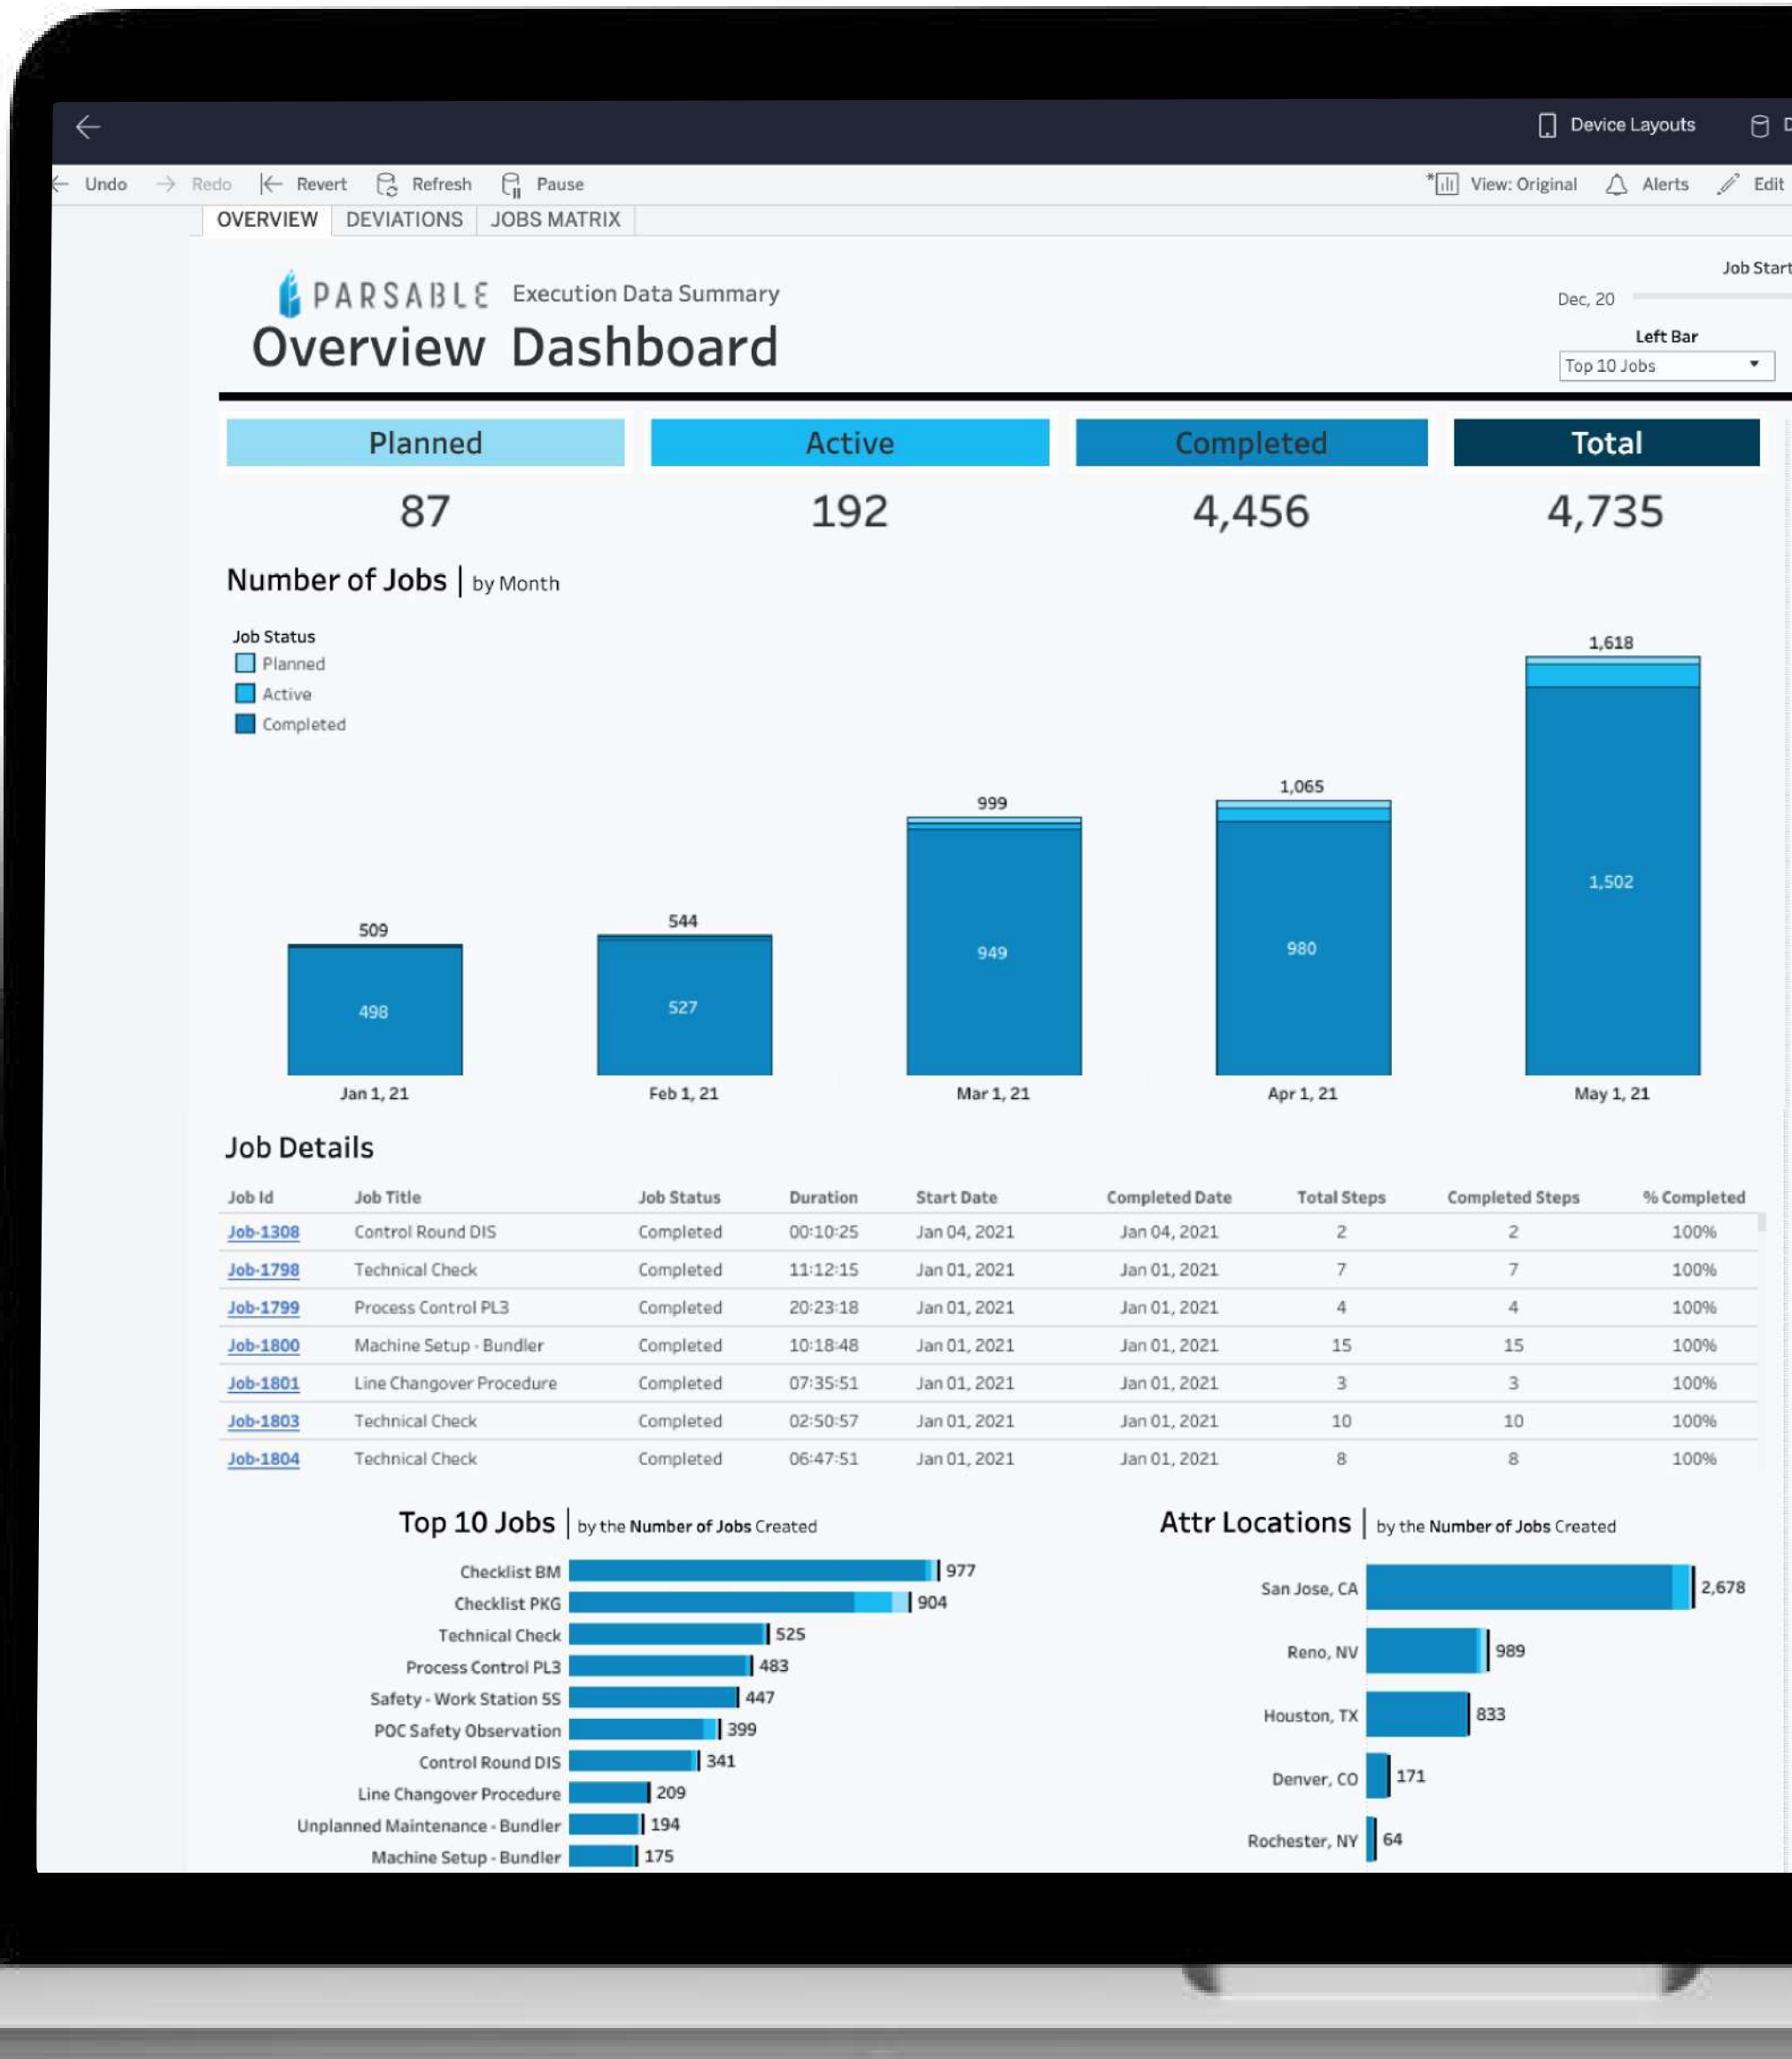 Device Layouts
Undo Redo Revert Refresh Pause View: Original Alerts Edit
OVERVIEW DEVIATIONS JOBS MATRIX
Job Start
PARSABLE Execution Data Summary
Dec, 20
Overview Dashboard
Left Bar
Top 10 Jobs
Planned Active Completed Total
87 192 4,456 4,735
Number of Jobs | by Month
Job Status
Planned
Active
Completed
1,618
1,065
999
1,502
544
509
949
980
527
498
Jan 1, 21 Feb 1, 21 Mar 1, 21 Apr 1, 21 May 1, 21
Job Details
Job Id Job Title Job Status Duration Start Date Completed Date Total Steps Completed Steps % Completed
Job-1308 Control Round DIS Completed 00:10:25 Jan 04, 2021 Jan 04, 2021 2 2 100%
Job-1798 Technical Check Completed 11:12:15 Jan 01, 2021 Jan 01, 2021 7 7 100%
Job-1799 Process Control PL3 Completed 20:23:18 Jan 01, 2021 Jan 01, 2021 4 4 100%
Job-1800 Machine Setup - Bundler Completed 10:18:48 Jan 01, 2021 Jan 01, 2021 15 15 100%
Job-1801 Line Changover Procedure Completed 07:35:51 Jan 01, 2021 Jan 01, 2021 3 3 100%
Job-1803 Technical Check Completed 02:50:57 Jan 01, 2021 Jan 01, 2021 10 10 100%
Job-1804 Technical Check Completed 06:47:51 Jan 01, 2021 Jan 01, 2021 8 8 100%
Top 10 Jobs | by the Number of Jobs Created
Checklist BM 977
Checklist PKG 904
Technical Check 525
Process Control PL3 483
Safety - Work Station 5S 447
POC Safety Observation 399
Control Round DIS 341
Line Changover Procedure 209
Unplanned Maintenance - Bundler 194
Machine Setup - Bundler 175
Attr Locations | by the Number of Jobs Created
San Jose, CA 2,678
Reno, NV 989
Houston, TX 833
Denver, CO 171
Rochester, NY 64